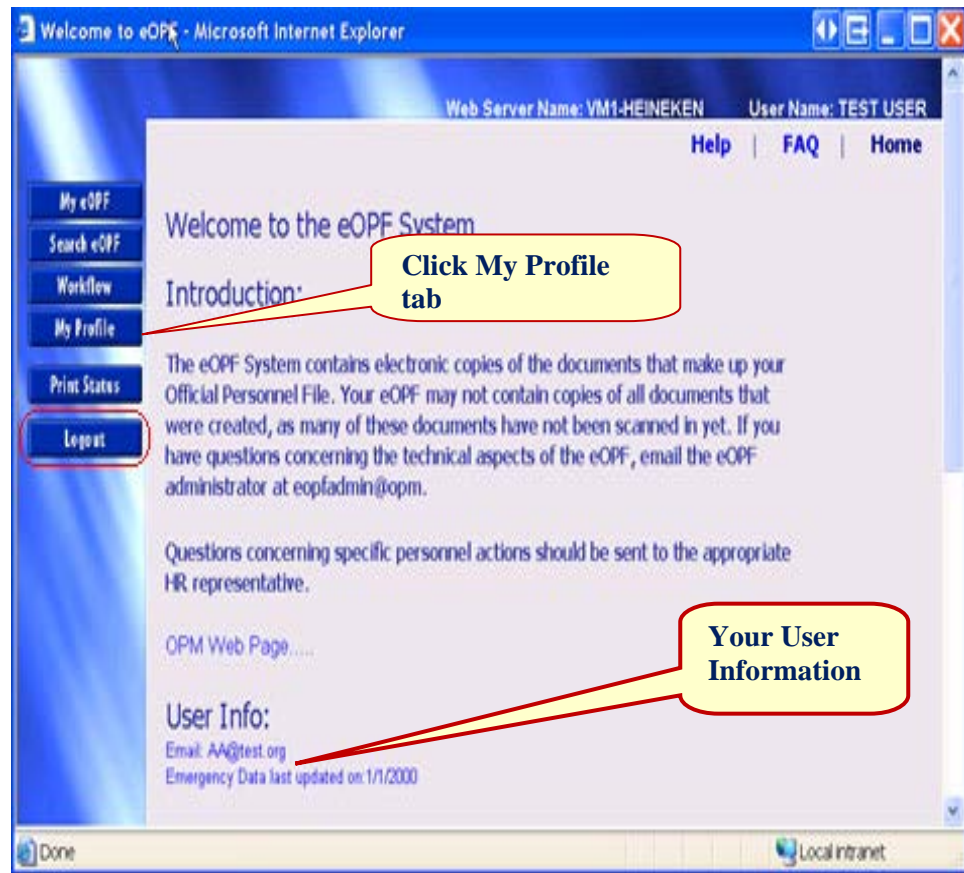 Welcome to eOPF - Microsoft Internet Explorer
Web Server Name: VM1-HEINEKEN User Name: TEST USER
Help | FAQ | Home
My eOPF
Search eOPF
Workflow
My Profile
Print Status
Logout
Welcome to the eOPF System
Click My Profile
tab
Introduction:
The eOPF System contains electronic copies of the documents that make up your
Official Personnel File. Your eOPF may not contain copies of all documents that
were created, as many of these documents have not been scanned in yet. If you
have questions concerning the technical aspects of the eOPF, email the eOPF
administrator at eopfadmin@opm.
Questions concerning specific personnel actions should be sent to the appropriate
HR representative.
OPM Web Page.....
Your User
Information
User Info:
Email: AA@test.org
Emergency Data last updated on:1/1/2000
Done
Local intranet